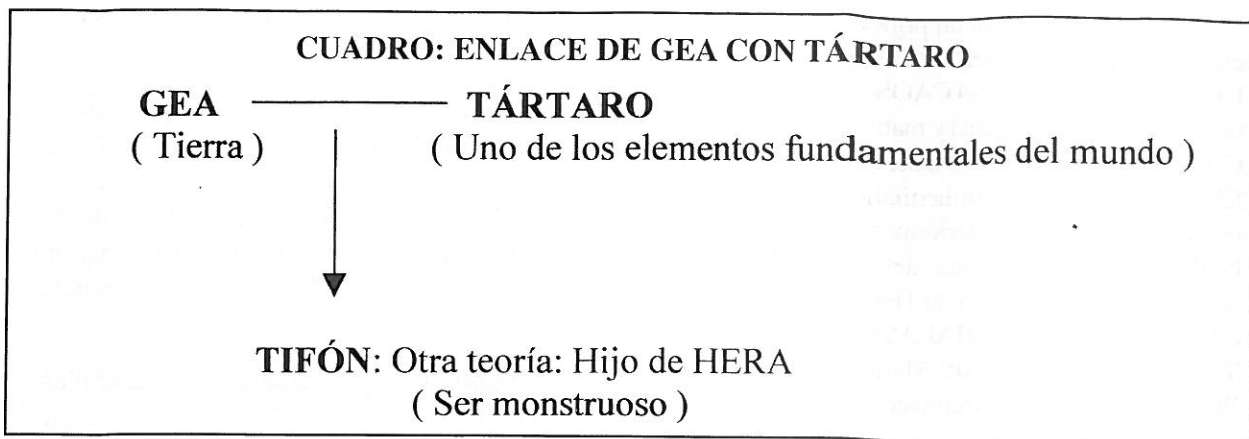 CUADRO: ENLACE DE GEA CON TÁRTARO
GEA TÁRTARO
( Tierra ) ( Uno de los elementos fundamentales del mundo )
TIFÓN: Otra teoría: Hijo de HERA
( Ser monstruoso )